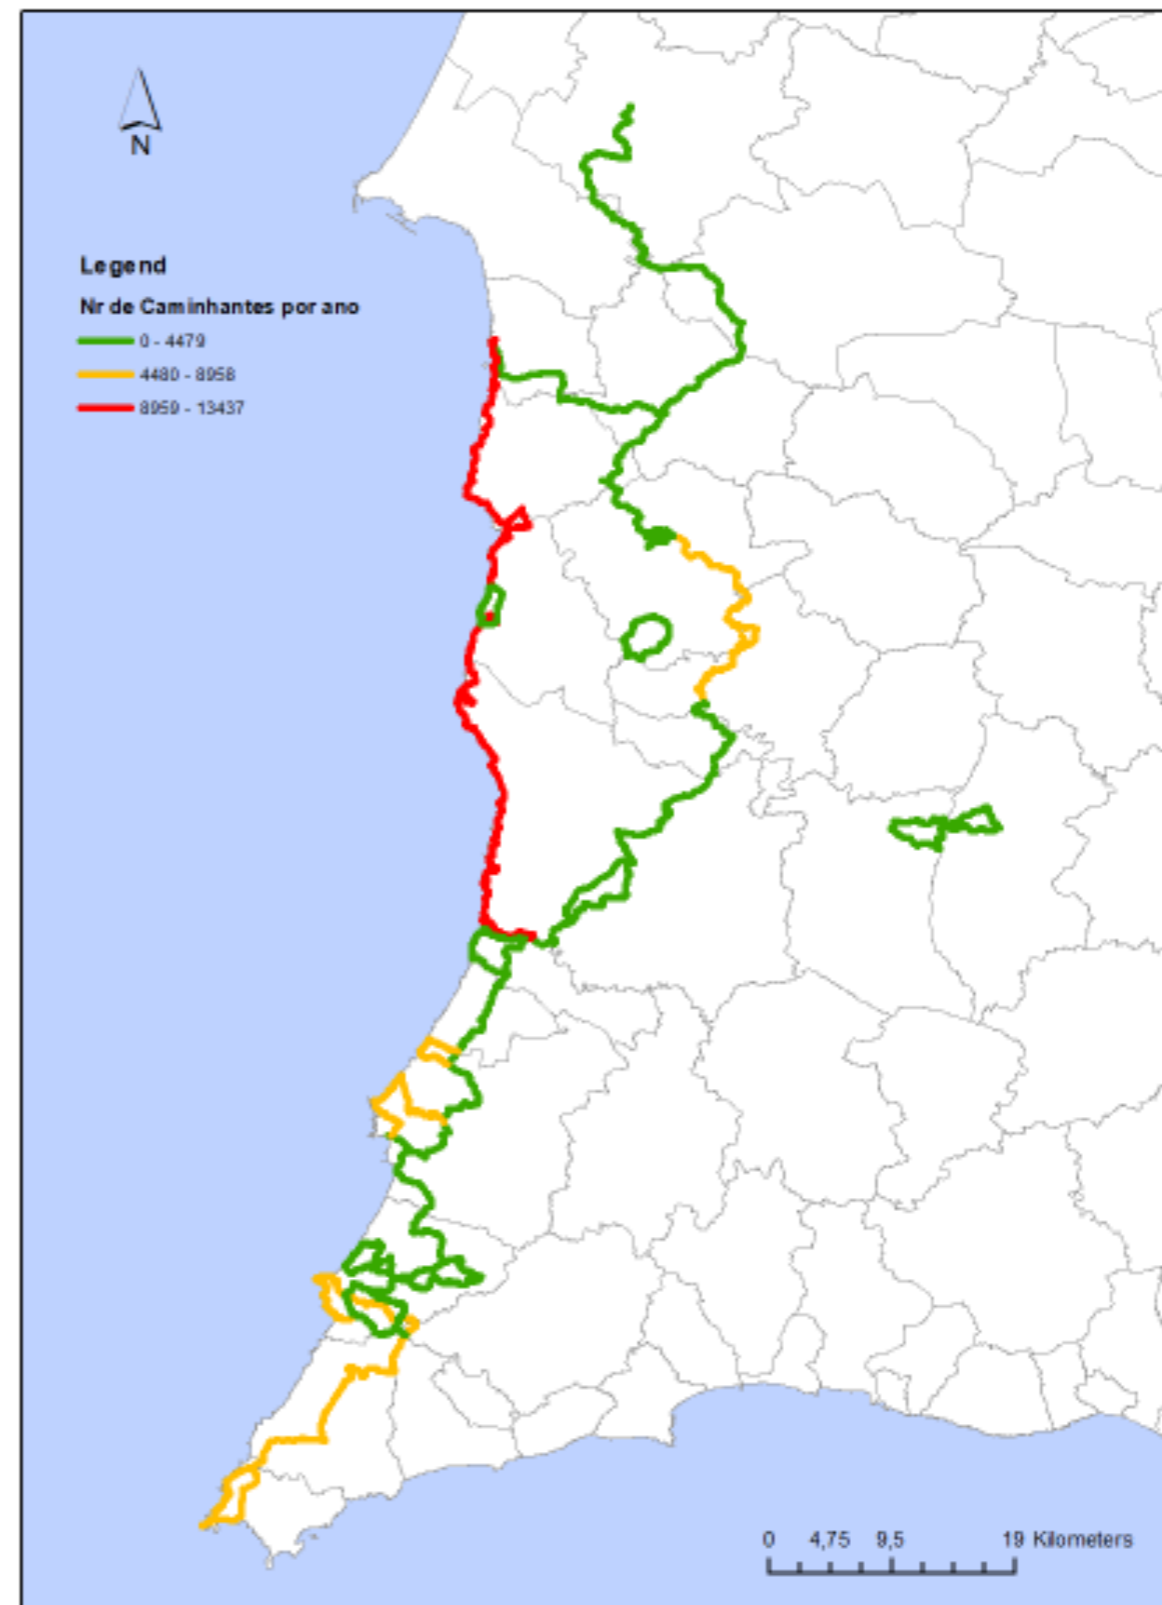 N
Legend
Nr de Caminhantes por ano
0 - 4479
4480 - 8958
8959 - 13437
0 4,75 9,5 19 Kilometers